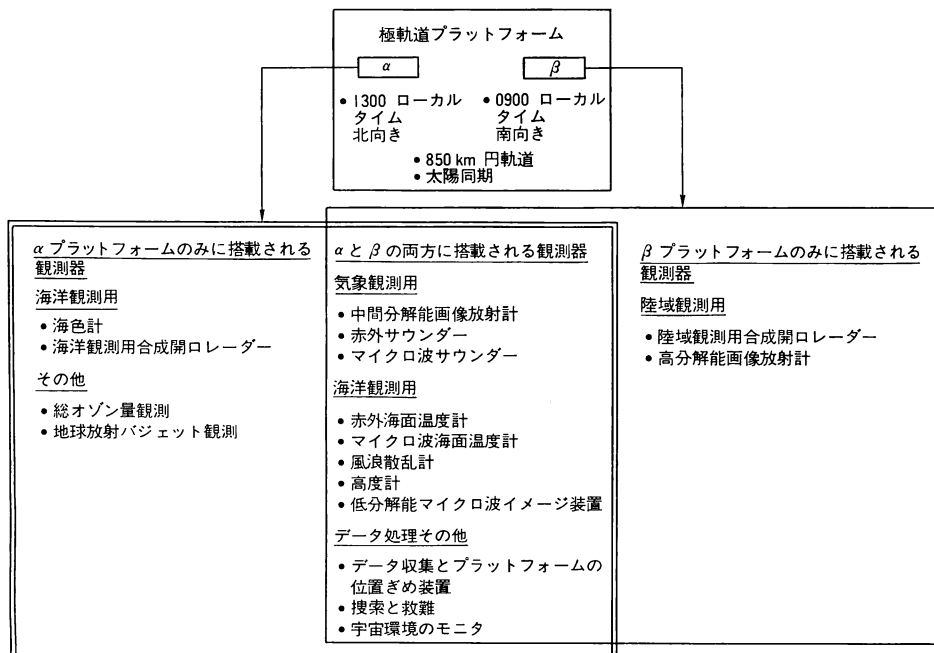 極軌道プラットフォーム
α
β
• 1300 ローカル
タイム
北向き
• 0900 ローカル
タイム
南向き
• 850 km 円軌道
• 太陽同期
α プラットフォームのみに搭載される
観測器
海洋観測用
• 海色計
• 海洋観測用合成開口レーダー
その他
• 総オゾン量観測
• 地球放射バジェット観測
α と β の両方に搭載される観測器
気象観測用
• 中間分解能画像放射計
• 赤外サウンダー
• マイクロ波サウンダー
海洋観測用
• 赤外海面温度計
• マイクロ波海面温度計
• 風浪散乱計
• 高度計
• 低分解能マイクロ波イメージ装置
データ処理その他
• データ収集とプラットフォームの
位置ぎめ装置
• 捜索と救難
• 宇宙環境のモニタ
β プラットフォームのみに搭載される
観測器
陸域観測用
• 陸域観測用合成開口レーダー
• 高分解能画像放射計